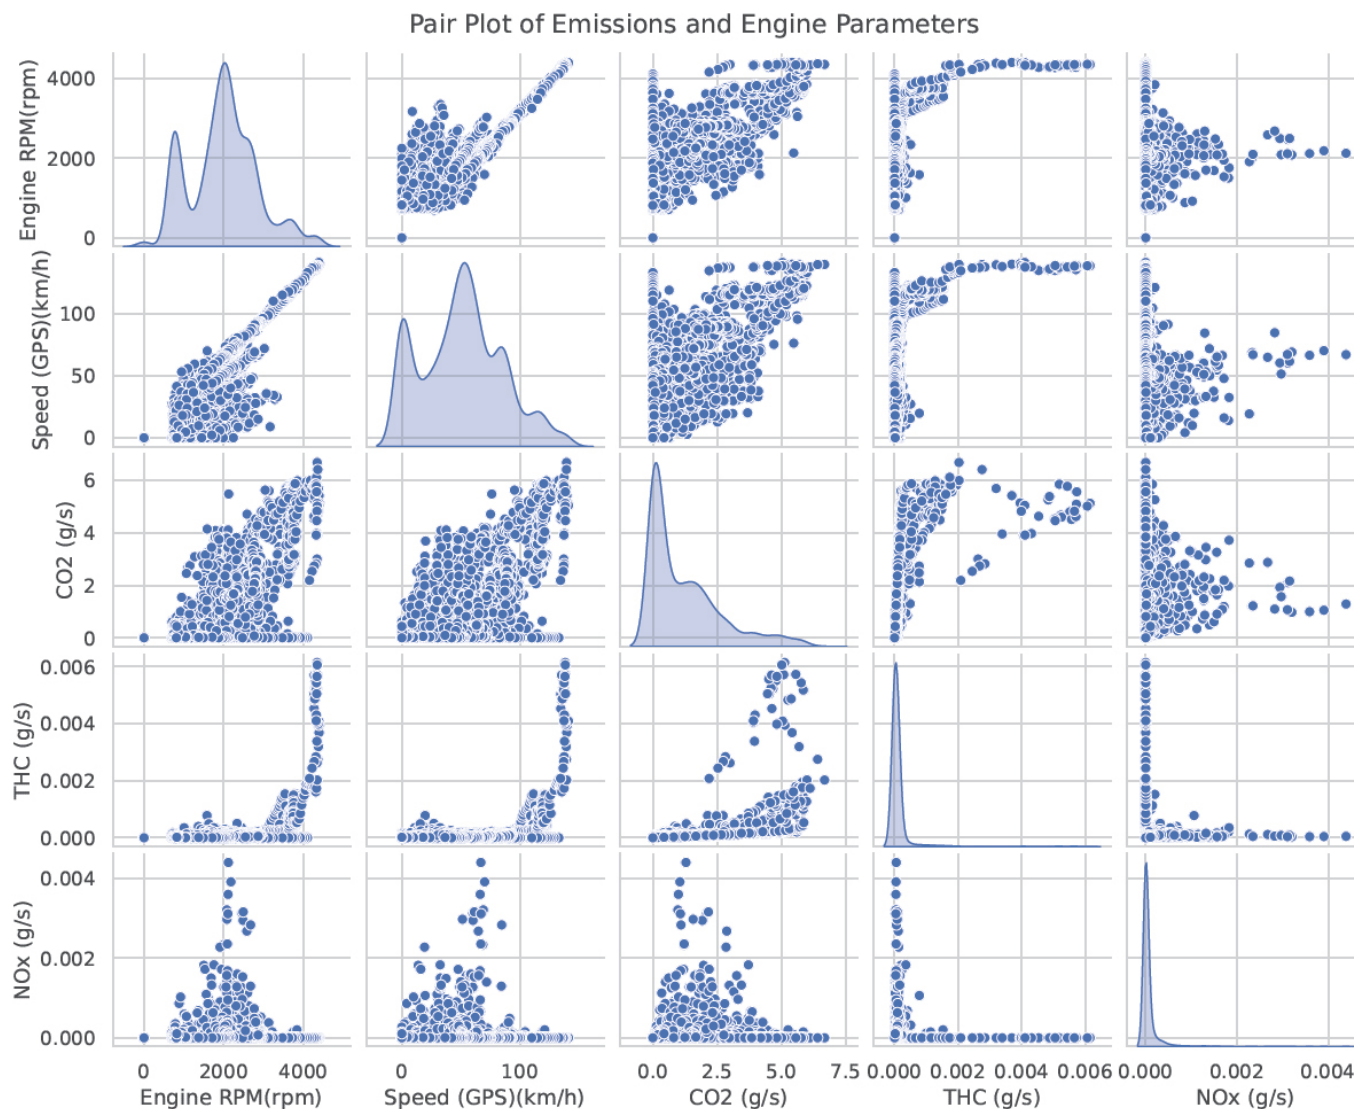 Pair Plot of Emissions and Engine Parameters
Engine RPM(rpm)
4000
2000
0
Speed (GPS)(km/h)
100
50
0
CO2 (g/s)
6
4
2
0
THC (g/s)
0.006
0.004
0.002
0.000
NOx (g/s)
0.004
0.002
0.000
0 2000 4000 0 100 0.0 2.5 5.0 7.5 0.000 0.002 0.004 0.006 0.000 0.002 0.004
Engine RPM(rpm) Speed (GPS)(km/h) CO2 (g/s) THC (g/s) NOx (g/s)